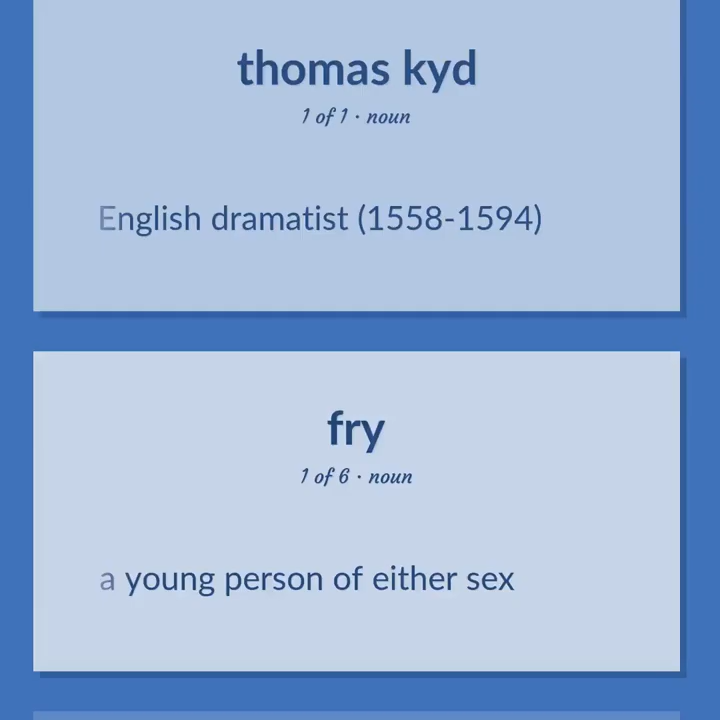 thomas kyd
1 of 1 · noun
English dramatist (1558-1594)
fry
1 of 6 · noun
a young person of either sex